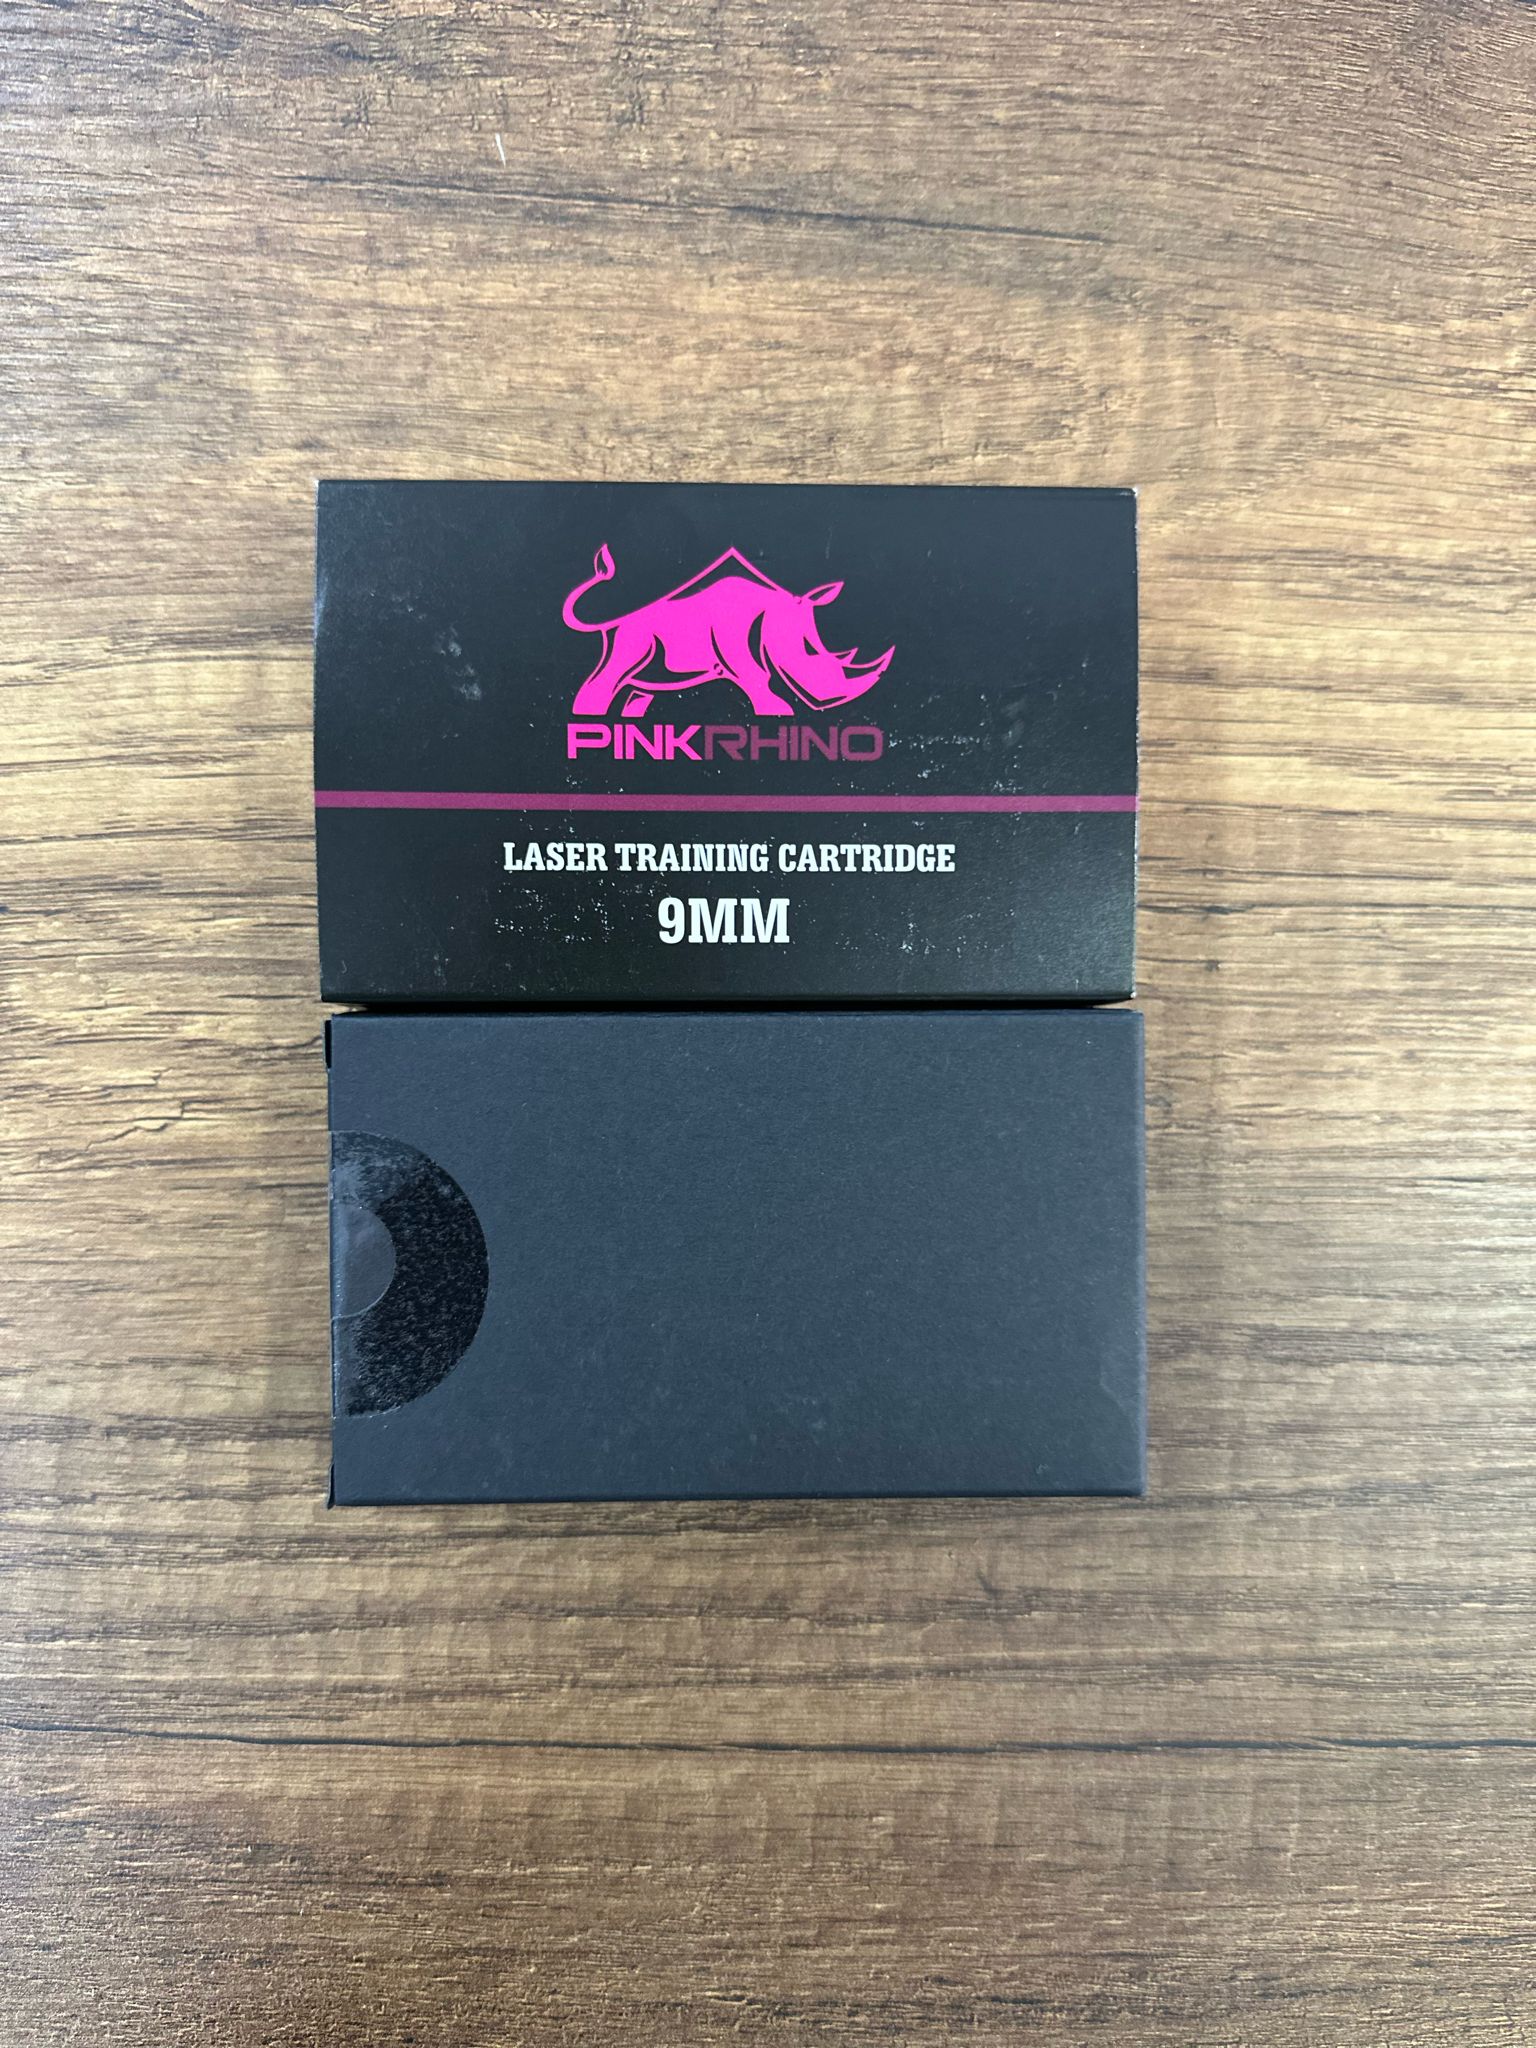 PINKRHINO
LASER TRAINING CARTRIDGE
9MM